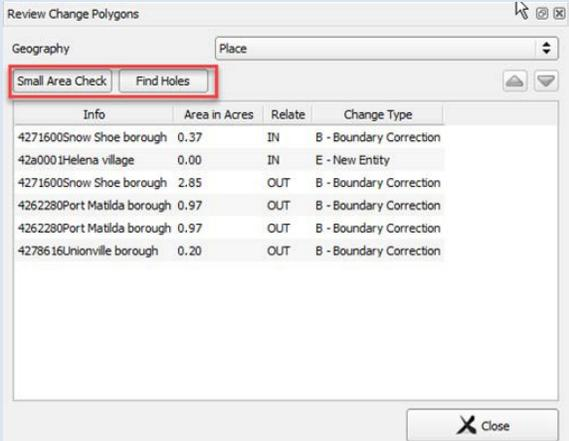 Review Change Polygons
Geography Place
Small Area Check Find Holes
Info Area in Acres Relate Change Type
4271600Snow Shoe borough 0.37 IN B - Boundary Correction
42a0001Helena village 0.00 IN E - New Entity
4271600Snow Shoe borough 2.85 OUT B - Boundary Correction
4262280Port Matilda borough 0.97 OUT B - Boundary Correction
4262280Port Matilda borough 0.97 OUT B - Boundary Correction
4278616Unionville borough 0.20 OUT B - Boundary Correction
Close